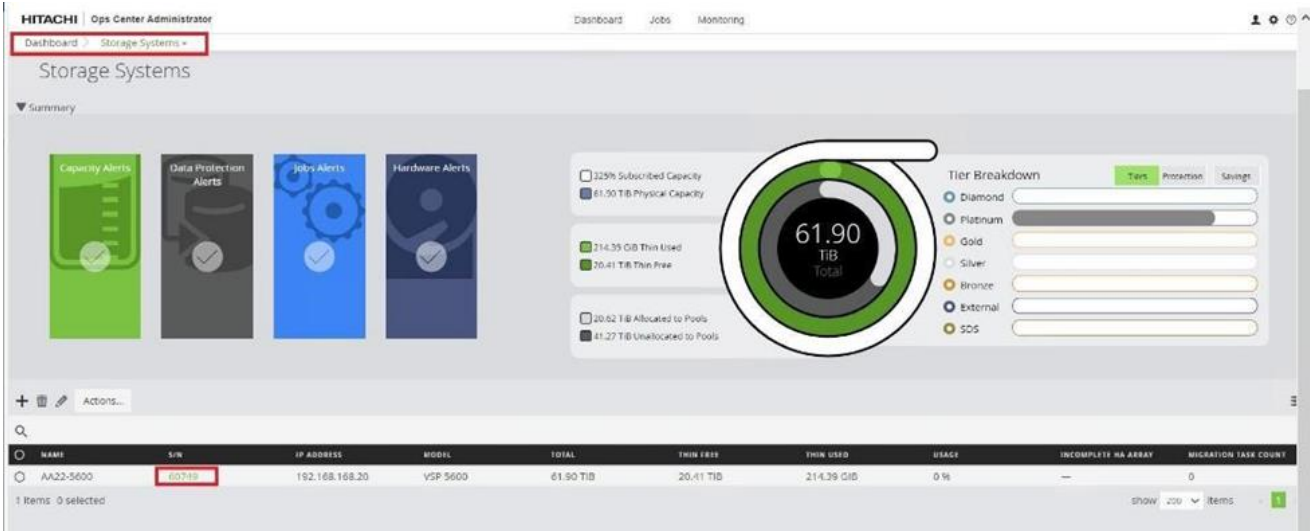 HITACHI Ops Center Administrator
Dashboard Jobs Monitoring
Dashboard Storage Systems
Storage Systems
Summary
Capacity Alerts
Data Protection Alerts
Jobs Alerts
Hardware Alerts
325% Subscribed Capacity
61.90 TiB Physical Capacity
214.39 GiB Thin Used
20.41 TiB Thin Free
20.62 TiB Allocated to Pools
41.27 TiB Unallocated to Pools
61.90
TiB
Total
Tier Breakdown
Tiers Protection Savings
Diamond
Platinum
Gold
Silver
Bronze
External
SDS
Actions...
NAME S/N IP ADDRESS MODEL TOTAL THIN FREE THIN USED USAGE INCOMPLETE HA ARRAY MIGRATION TASK COUNT
AA22-5600 60749 192.168.168.20 VSP 5600 61.90 TiB 20.41 TiB 214.39 GiB 0 % — 0
1 Items 0 selected
show 200 items 1